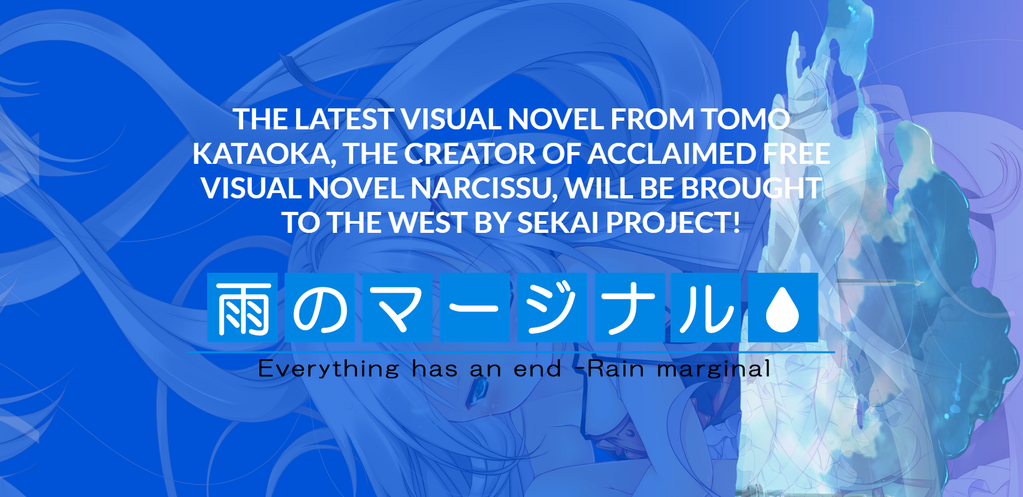 THE LATEST VISUAL NOVEL FROM TOMO
KATAOKA, THE CREATOR OF ACCLAIMED FREE
VISUAL NOVEL NARCISSU, WILL BE BROUGHT
TO THE WEST BY SEKAI PROJECT!
雨のマージナル
Everything has an end -Rain marginal